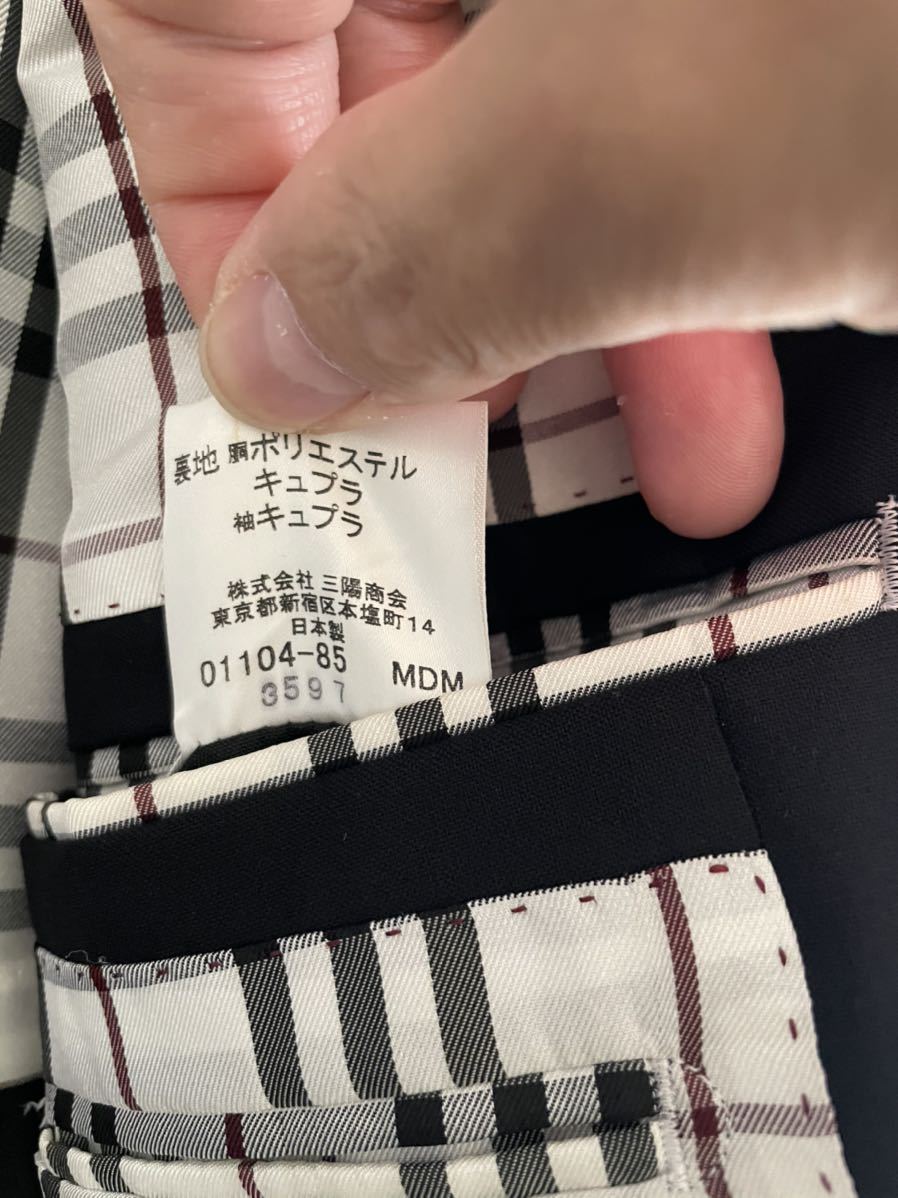 裏地 胴ポリエステル
キュプラ
袖キュプラ
株式会社 三陽商会
東京都新宿区本塩町14
日本製
01104-85 MDM
3597